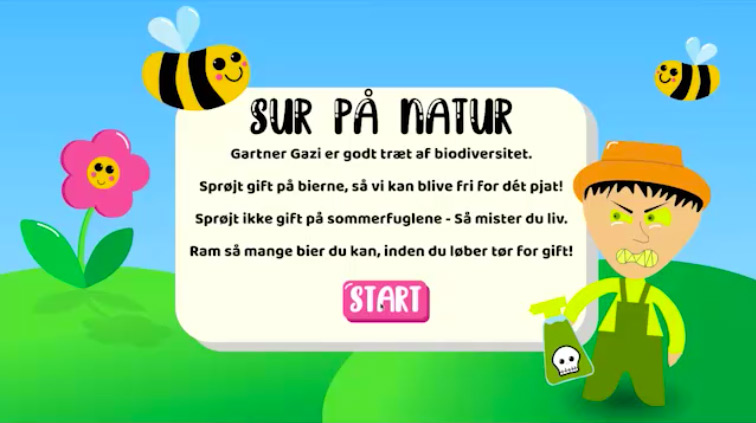 SUR PÅ NATUR
Gartner Gazi er godt træt af biodiversitet.
Sprøjt gift på bierne, så vi kan blive fri for dét pjat!
Sprøjt ikke gift på sommerfuglene - Så mister du liv.
Ram så mange bier du kan, inden du løber tør for gift!
START